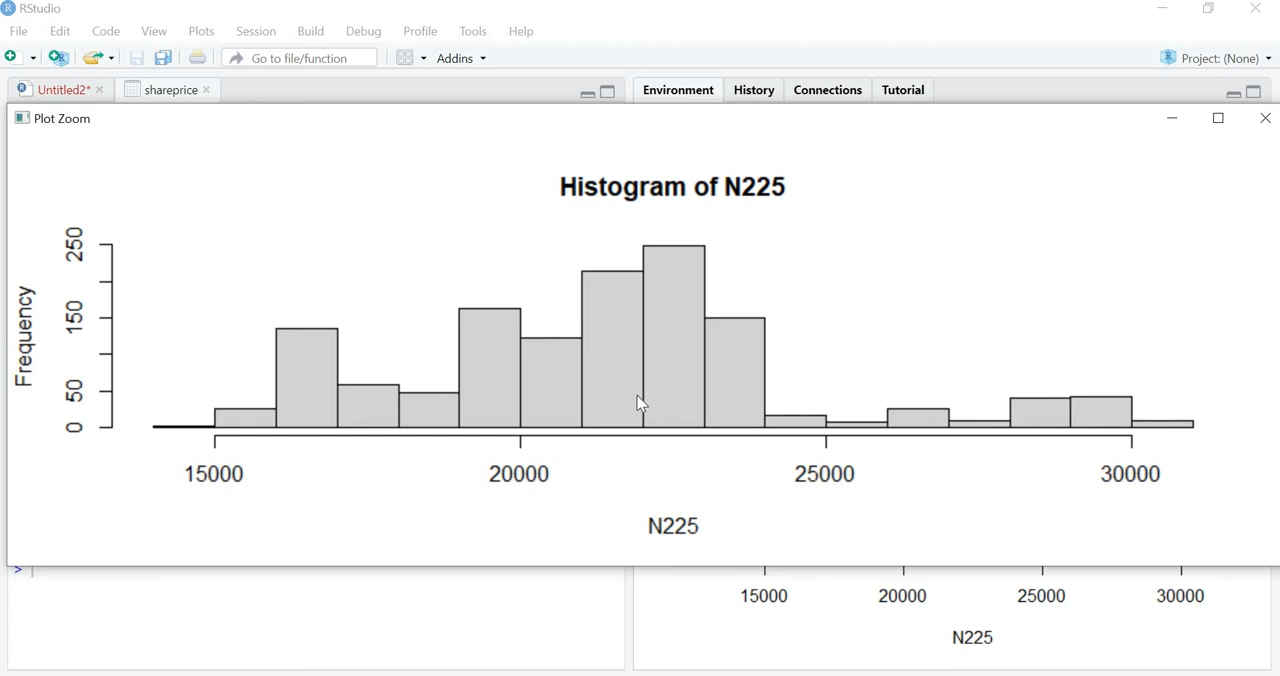 RStudio
File Edit Code View Plots Session Build Debug Profile Tools Help
Go to file/function Addins Project: (None)
Untitled2* shareprice Environment History Connections Tutorial
Plot Zoom
Histogram of N225
Frequency
250
150
50
0
15000 20000 25000 30000
N225
>
15000 20000 25000 30000
N225